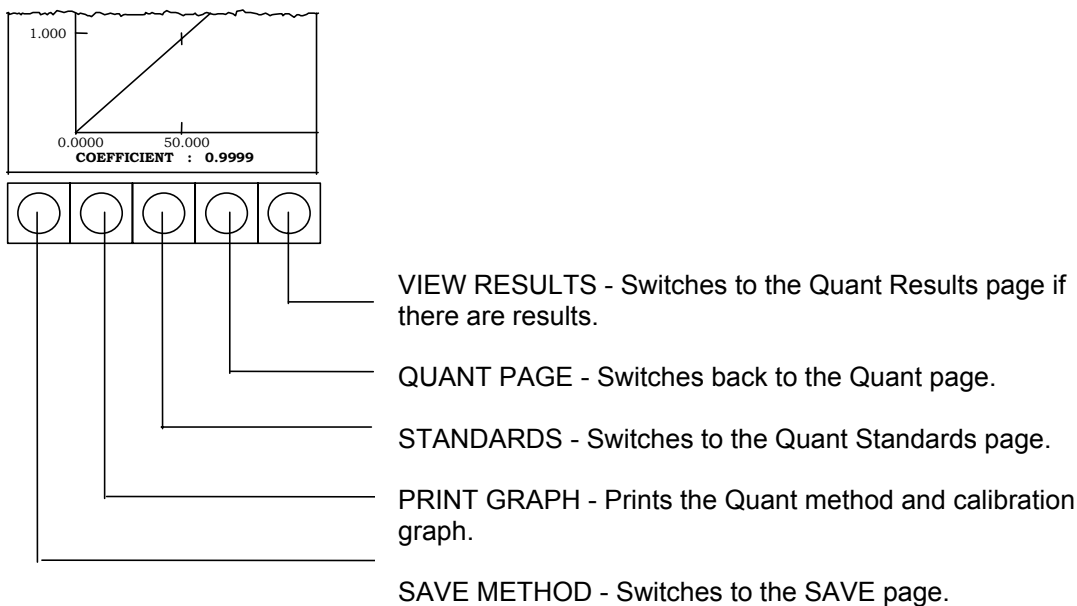 1.000
0.0000 50.000
COEFFICIENT : 0.9999
VIEW RESULTS - Switches to the Quant Results page if
there are results.
QUANT PAGE - Switches back to the Quant page.
STANDARDS - Switches to the Quant Standards page.
PRINT GRAPH - Prints the Quant method and calibration
graph.
SAVE METHOD - Switches to the SAVE page.